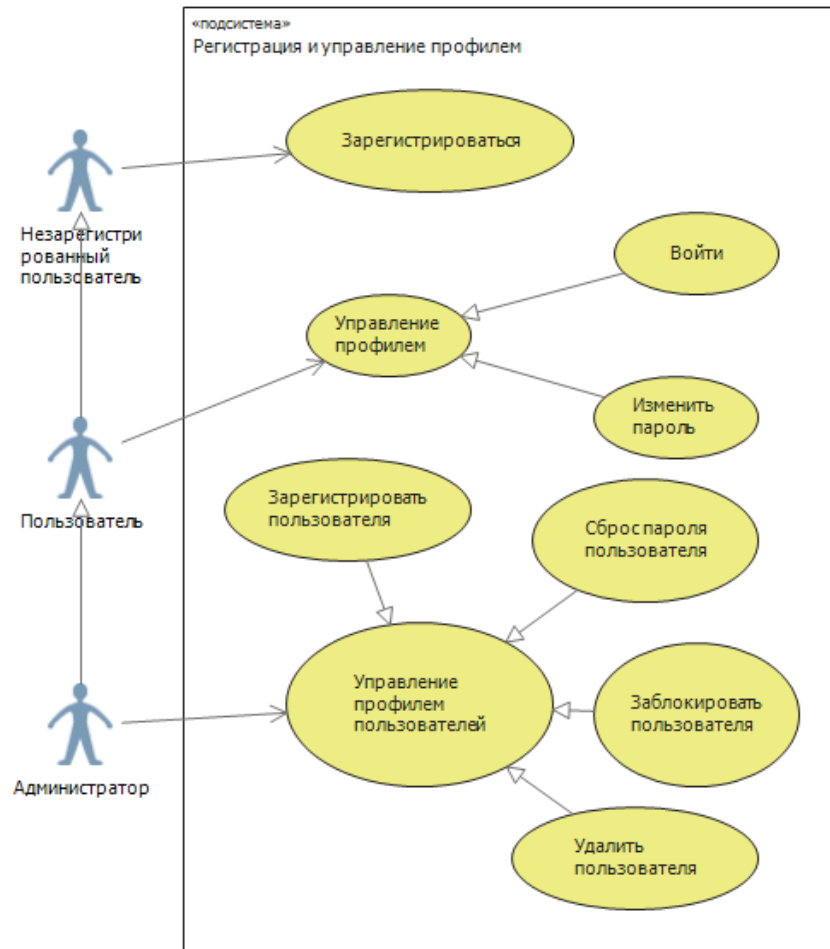 «подсистема»
Регистрация и управление профилем
Зарегистрироваться
Незарегистри
рованный
пользователь
Войти
Управление
профилем
Изменить
пароль
Пользователь
Зарегистрировать
пользователя
Сброс пароля
пользователя
Управление
профилем
пользователей
Заблокировать
пользователя
Администратор
Удалить
пользователя